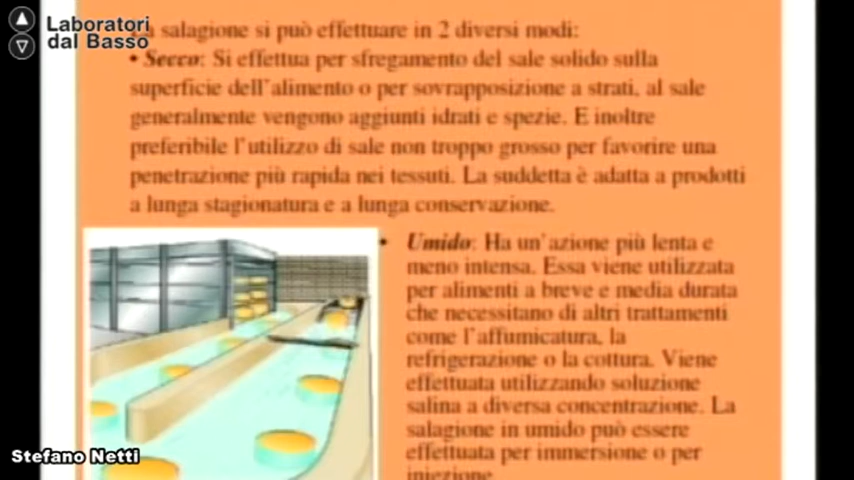 Laboratori
dal Basso
La salagione si può effettuare in 2 diversi modi:
• Secco: Si effettua per sfregamento del sale solido sulla
superficie dell'alimento o per sovrapposizione a strati, al sale
generalmente vengono aggiunti idrati e spezie. E inoltre
preferibile l'utilizzo di sale non troppo grosso per favorire una
penetrazione più rapida nei tessuti. La suddetta è adatta a prodotti
a lunga stagionatura e a lunga conservazione.
• Umido: Ha un'azione più lenta e
meno intensa. Essa viene utilizzata
per alimenti a breve e media durata
che necessitano di altri trattamenti
come l'affumicatura, la
refrigerazione o la cottura. Viene
effettuata utilizzando soluzione
salina a diversa concentrazione. La
salagione in umido può essere
effettuata per immersione o per
iniezione
Stefano Netti